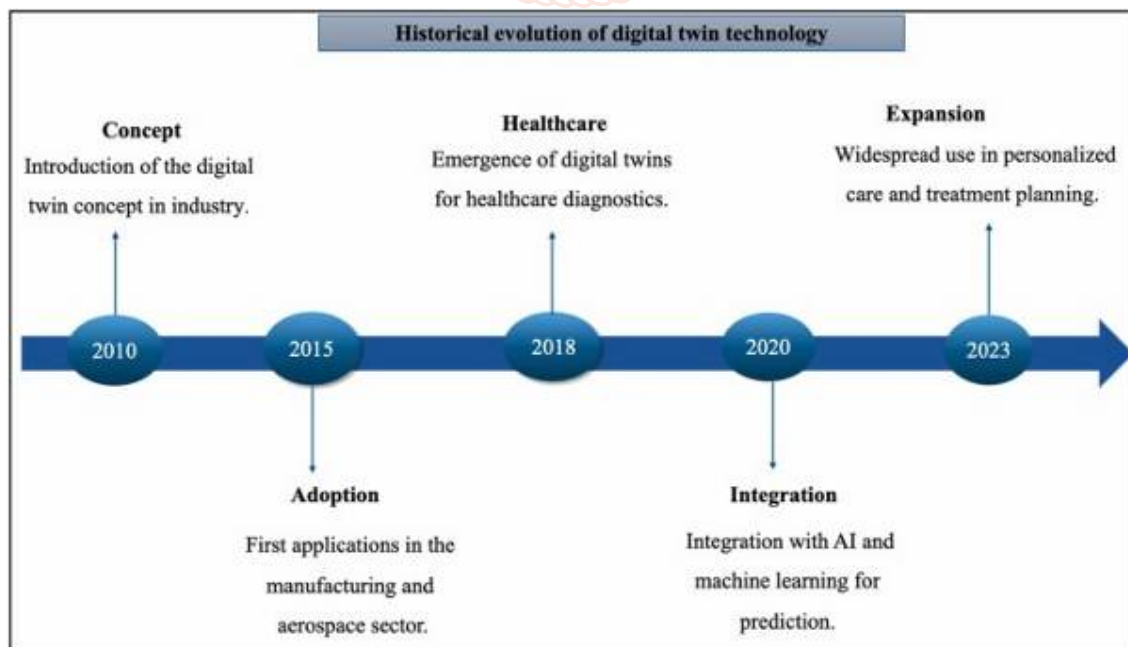 Historical evolution of digital twin technology
Concept
Introduction of the digital
twin concept in industry.
Healthcare
Emergence of digital twins
for healthcare diagnostics.
Expansion
Widespread use in personalized
care and treatment planning.
2010
2015
2018
2020
2023
Adoption
First applications in the
manufacturing and
aerospace sector.
Integration
Integration with AI and
machine learning for
prediction.